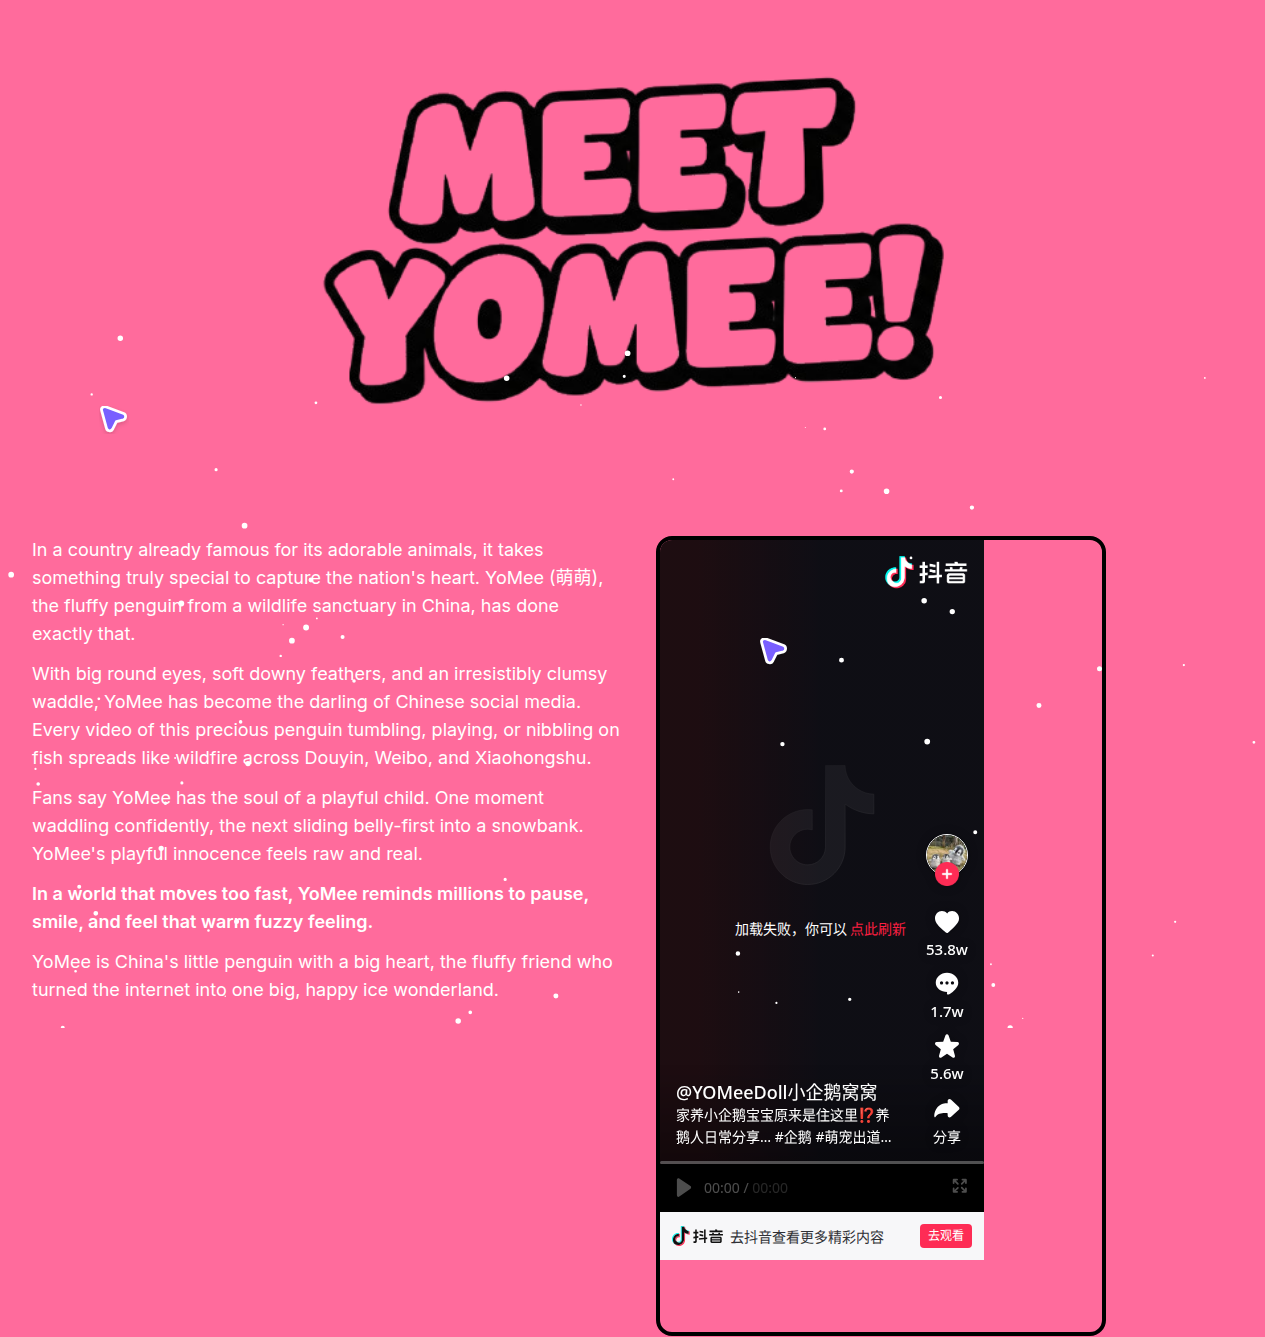 MEET
YOMEE!
In a country already famous for its adorable animals, it takes
something truly special to capture the nation's heart. YoMee (萌萌),
the fluffy penguin from a wildlife sanctuary in China, has done
exactly that.
With big round eyes, soft downy feathers, and an irresistibly clumsy
waddle, YoMee has become the darling of Chinese social media.
Every video of this precious penguin tumbling, playing, or nibbling on
fish spreads like wildfire across Douyin, Weibo, and Xiaohongshu.
Fans say YoMee has the soul of a playful child. One moment
waddling confidently, the next sliding belly-first into a snowbank.
YoMee's playful innocence feels raw and real.
In a world that moves too fast, YoMee reminds millions to pause,
smile, and feel that warm fuzzy feeling.
YoMee is China's little penguin with a big heart, the fluffy friend who
turned the internet into one big, happy ice wonderland.
抖音
加载失败，你可以 点此刷新
53.8w
1.7w
5.6w
分享
@YOMeeDoll小企鹅窝窝
家养小企鹅宝宝原来是住这里⁉️养
鹅人日常分享... #企鹅 #萌宠出道...
00:00 / 00:00
抖音 去抖音查看更多精彩内容 去观看